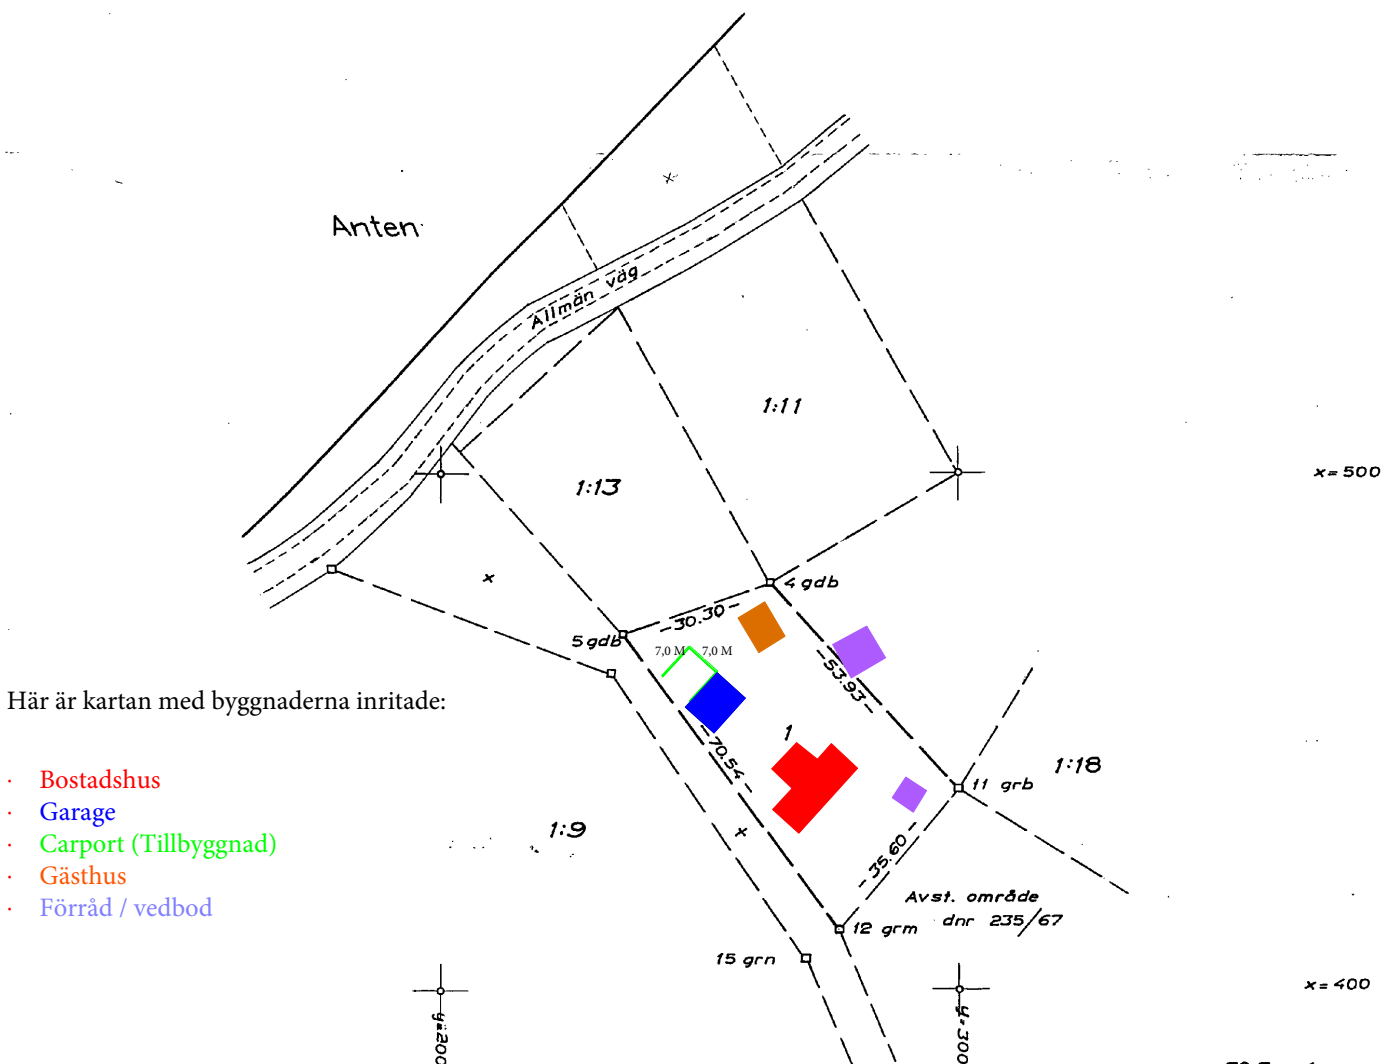 Anten
Allmän väg
1:11
x= 500
1:13
4 gdb
30.30
5 gdb
7,0 M
7,0 M
53.93
Här är kartan med byggnaderna inritade:
1
70.54
1:18
11 grb
· Bostadshus
· Garage
· Carport (Tillbyggnad)
· Gästhus
· Förråd / vedbod
1:9
35.60
Avst. område
dnr 235/67
12 grm
15 grn
x= 400
y=200
y=300